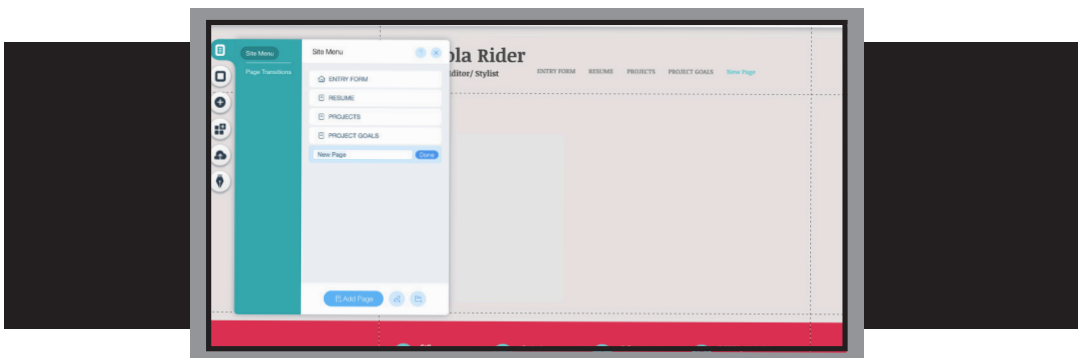 Site Menu
Page Transitions
Site Menu
?
ENTRY FORM
RESUME
PROJECTS
PROJECT GOALS
New Page
Done
Add Page
ola Rider
Editor/ Stylist
ENTRY FORM RESUME PROJECTS PROJECT GOALS New Page